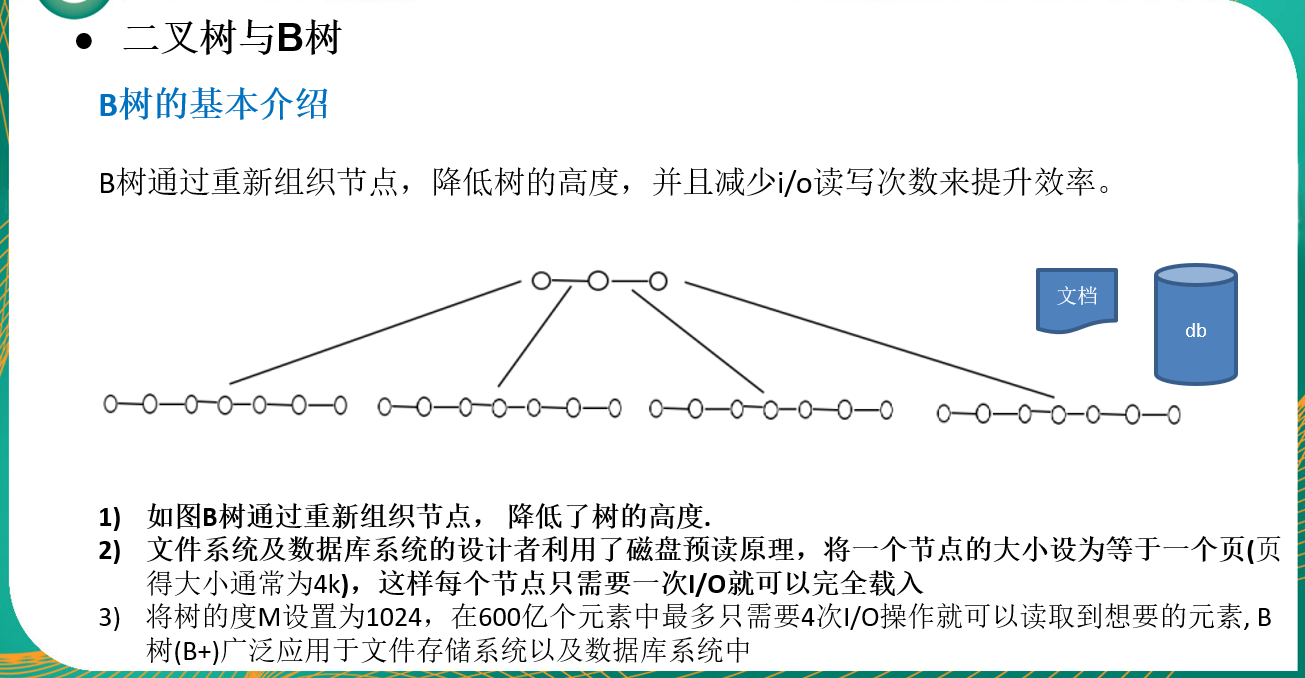 ● 二叉树与B树
B树的基本介绍
B树通过重新组织节点，降低树的高度，并且减少i/o读写次数来提升效率。
文档
db
1) 如图B树通过重新组织节点， 降低了树的高度.
2) 文件系统及数据库系统的设计者利用了磁盘预读原理，将一个节点的大小设为等于一个页(页
得大小通常为4k)，这样每个节点只需要一次I/O就可以完全载入
3) 将树的度M设置为1024，在600亿个元素中最多只需要4次I/O操作就可以读取到想要的元素, B
树(B+)广泛应用于文件存储系统以及数据库系统中